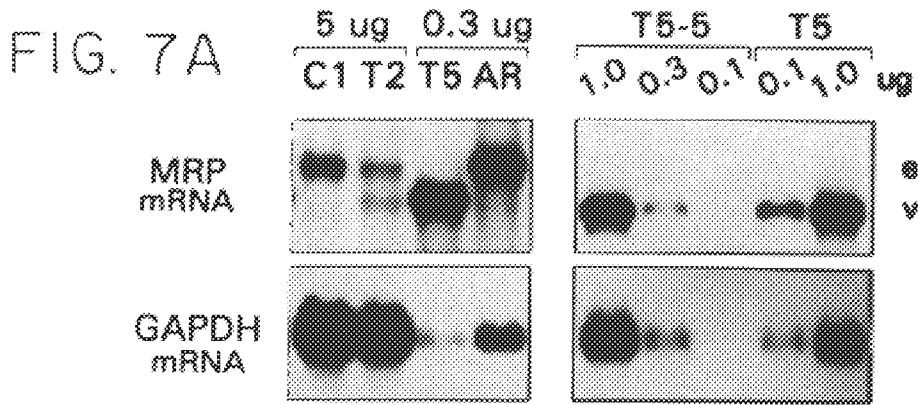 FIG. 7A
5 ug 0.3 ug T5-5 T5
C1 T2 T5 AR 1.0 0.3 0.1 0.1 1.0 ug
MRP
mRNA
e
v
GAPDH
mRNA